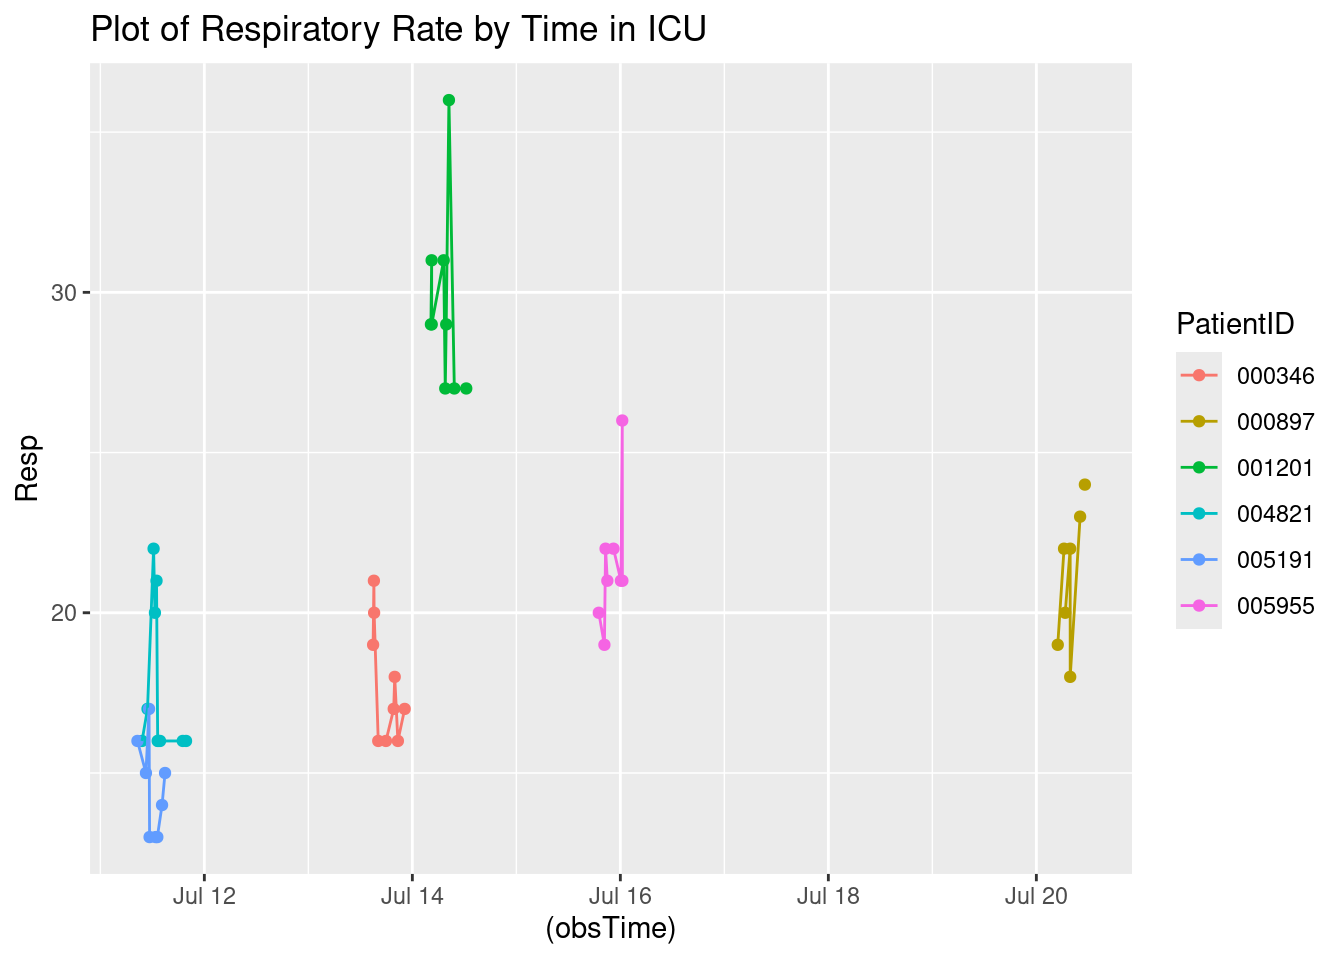 Plot of Respiratory Rate by Time in ICU
30
20
Resp
Jul 12
Jul 14
Jul 16
Jul 18
Jul 20
(obsTime)
PatientID
000346
000897
001201
004821
005191
005955